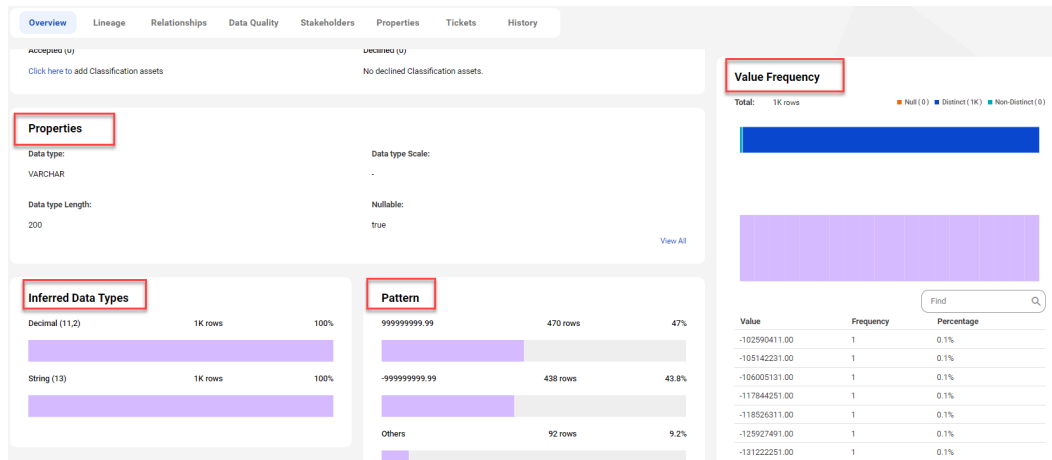 Overview Lineage Relationships Data Quality Stakeholders Properties Tickets History
Accepted (0) Declined (0)
Click here to add Classification assets No declined Classification assets.
Properties
Data type: Data type Scale:
VARCHAR -
Data type Length: Nullable:
200 true
View All
Inferred Data Types
Decimal (11,2) 1K rows 100%
String (13) 1K rows 100%
Pattern
999999999.99 470 rows 47%
-999999999.99 438 rows 43.8%
Others 92 rows 9.2%
Value Frequency
Total: 1K rows Null ( 0 ) Distinct ( 1K ) Non-Distinct ( 0 )
Find
Value Frequency Percentage
-102590411.00 1 0.1%
-105142231.00 1 0.1%
-106005131.00 1 0.1%
-117844251.00 1 0.1%
-118526311.00 1 0.1%
-125927491.00 1 0.1%
-131222251.00 1 0.1%